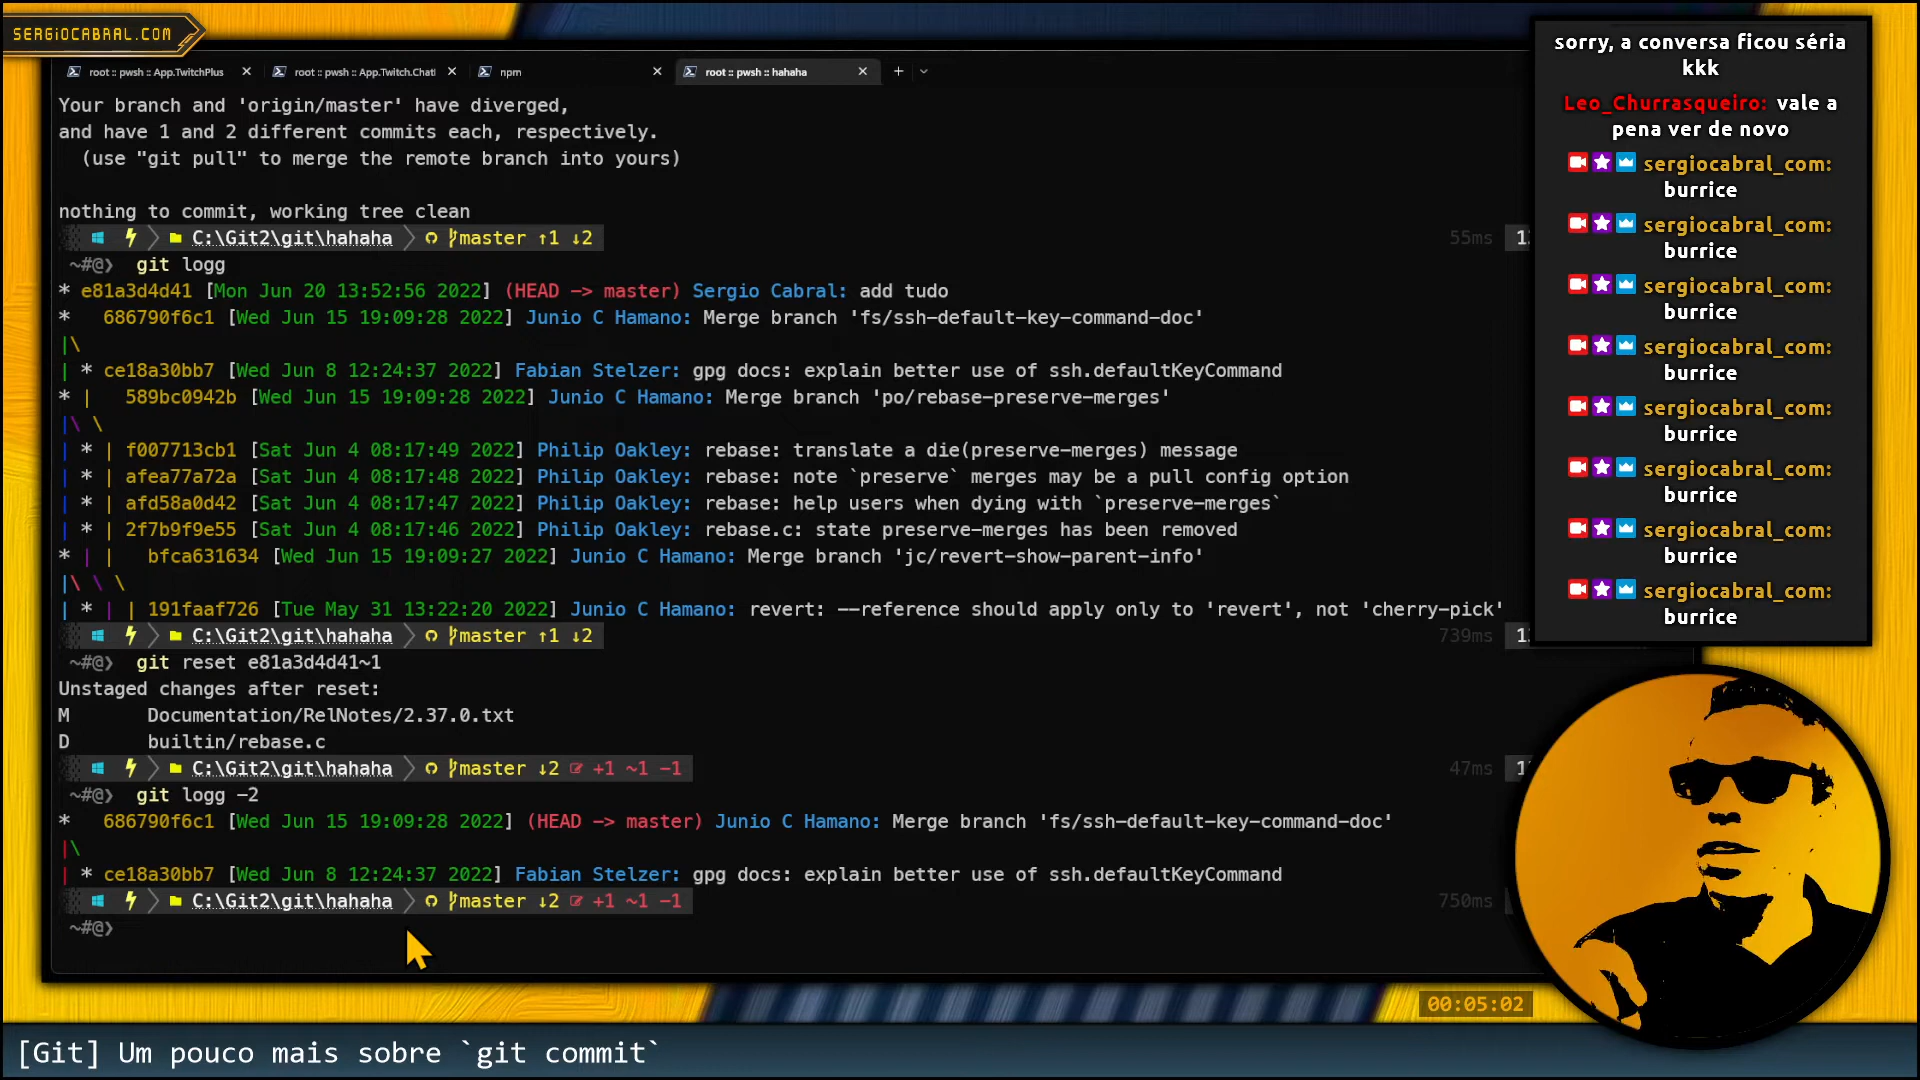 SERGIOCABRAL.COM
root :: pwsh :: App.TwitchPlus
root :: pwsh :: App.Twitch.Chatl
npm
root :: pwsh :: hahaha
Your branch and 'origin/master' have diverged,
and have 1 and 2 different commits each, respectively.
(use "git pull" to merge the remote branch into yours)
nothing to commit, working tree clean
C:\Git2\git\hahaha master ↑1 ↓2 55ms
~#@❯ git logg
* e81a3d4d41 [Mon Jun 20 13:52:56 2022] (HEAD -> master) Sergio Cabral: add tudo
* 686790f6c1 [Wed Jun 15 19:09:28 2022] Junio C Hamano: Merge branch 'fs/ssh-default-key-command-doc'
|\
| * ce18a30bb7 [Wed Jun 8 12:24:37 2022] Fabian Stelzer: gpg docs: explain better use of ssh.defaultKeyCommand
* | 589bc0942b [Wed Jun 15 19:09:28 2022] Junio C Hamano: Merge branch 'po/rebase-preserve-merges'
|\ \
| * | f007713cb1 [Sat Jun 4 08:17:49 2022] Philip Oakley: rebase: translate a die(preserve-merges) message
| * | afea77a72a [Sat Jun 4 08:17:48 2022] Philip Oakley: rebase: note `preserve` merges may be a pull config option
| * | afd58a0d42 [Sat Jun 4 08:17:47 2022] Philip Oakley: rebase: help users when dying with `preserve-merges`
| * | 2f7b9f9e55 [Sat Jun 4 08:17:46 2022] Philip Oakley: rebase.c: state preserve-merges has been removed
* | | bfca631634 [Wed Jun 15 19:09:27 2022] Junio C Hamano: Merge branch 'jc/revert-show-parent-info'
|\ \ \
| * | | 191faaf726 [Tue May 31 13:22:20 2022] Junio C Hamano: revert: --reference should apply only to 'revert', not 'cherry-pick'
C:\Git2\git\hahaha master ↑1 ↓2 739ms
~#@❯ git reset e81a3d4d41~1
Unstaged changes after reset:
M Documentation/RelNotes/2.37.0.txt
D builtin/rebase.c
C:\Git2\git\hahaha master ↓2 +1 ~1 -1 47ms
~#@❯ git logg -2
* 686790f6c1 [Wed Jun 15 19:09:28 2022] (HEAD -> master) Junio C Hamano: Merge branch 'fs/ssh-default-key-command-doc'
|\
| * ce18a30bb7 [Wed Jun 8 12:24:37 2022] Fabian Stelzer: gpg docs: explain better use of ssh.defaultKeyCommand
C:\Git2\git\hahaha master ↓2 +1 ~1 -1 750ms
~#@❯
sorry, a conversa ficou séria
kkk
Leo_Churrasqueiro: vale a
pena ver de novo
sergiocabral_com:
burrice
sergiocabral_com:
burrice
sergiocabral_com:
burrice
sergiocabral_com:
burrice
sergiocabral_com:
burrice
sergiocabral_com:
burrice
sergiocabral_com:
burrice
sergiocabral_com:
burrice
00:05:02
[Git] Um pouco mais sobre `git commit`